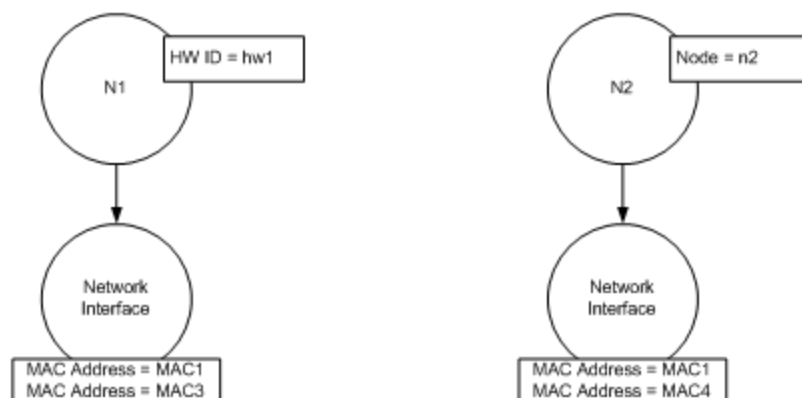 HW ID = hw1
N1
Node = n2
N2
Network
Interface
Network
Interface
MAC Address = MAC1
MAC Address = MAC3
MAC Address = MAC1
MAC Address = MAC4